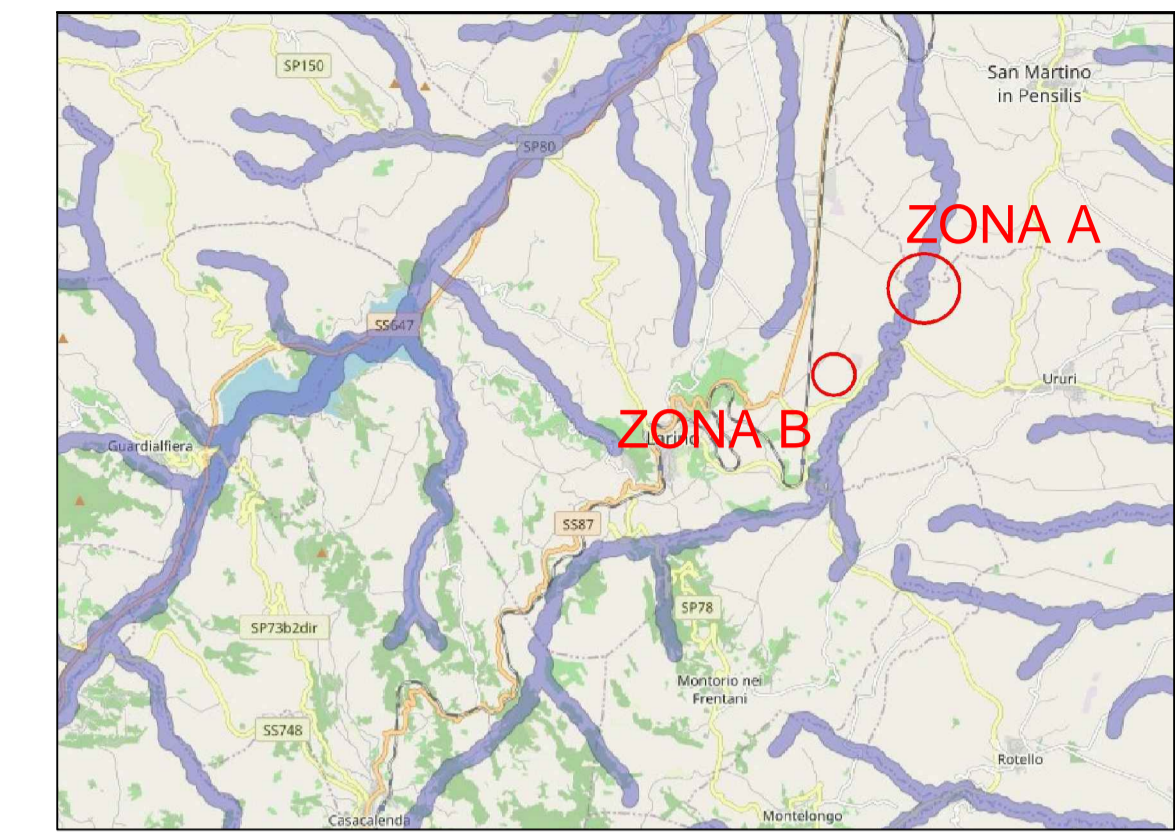 SP150
San Martino
in Pensilis
SP80
ZONA A
SS647
Ururi
ZONA B
Larino
Guardialfiera
SS87
SP78
SP73b2dir
Montorio nei
Frentani
SS748
Rotello
Casacalenda
Montelongo